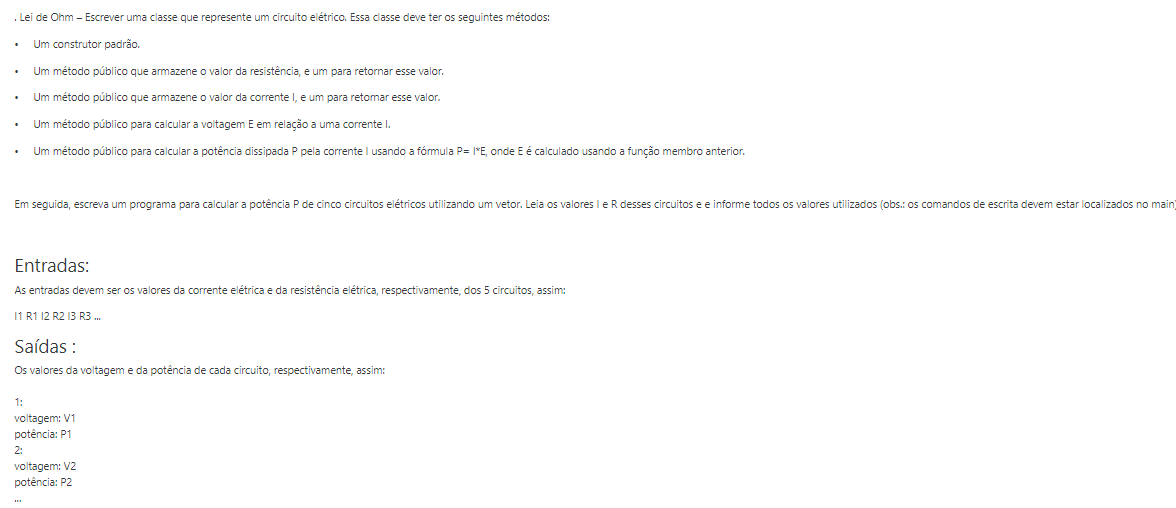 . Lei de Ohm – Escrever uma classe que represente um circuito elétrico. Essa classe deve ter os seguintes métodos:
• Um construtor padrão.
• Um método público que armazene o valor da resistência, e um para retornar esse valor.
• Um método público que armazene o valor da corrente I, e um para retornar esse valor.
• Um método público para calcular a voltagem E em relação a uma corrente I.
• Um método público para calcular a potência dissipada P pela corrente I usando a fórmula P= I*E, onde E é calculado usando a função membro anterior.
Em seguida, escreva um programa para calcular a potência P de cinco circuitos elétricos utilizando um vetor. Leia os valores I e R desses circuitos e e informe todos os valores utilizados (obs.: os comandos de escrita devem estar localizados no main)
Entradas:
As entradas devem ser os valores da corrente elétrica e da resistência elétrica, respectivamente, dos 5 circuitos, assim:
I1 R1 I2 R2 I3 R3 ...
Saídas :
Os valores da voltagem e da potência de cada circuito, respectivamente, assim:
1:
voltagem: V1
potência: P1
2:
voltagem: V2
potência: P2
...